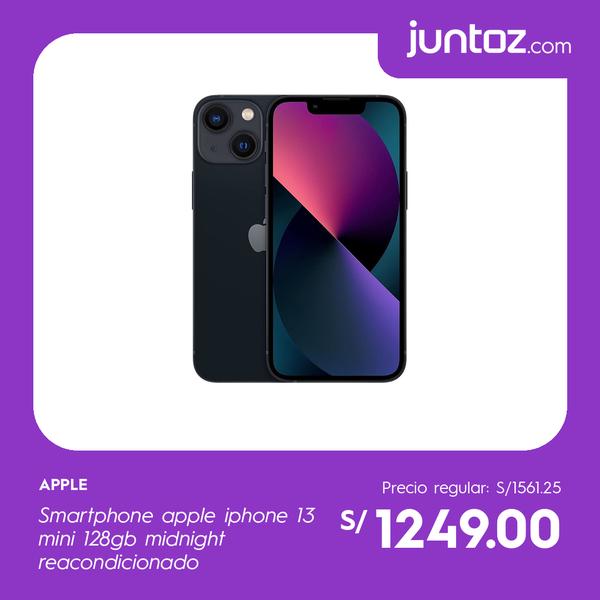 juntoz.com
APPLE
Smartphone apple iphone 13
mini 128gb midnight
reacondicionado
Precio regular: S/1561.25
S/ 1249.00